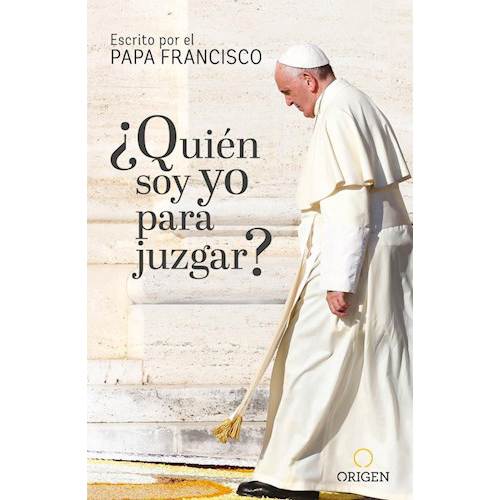 Escrito por el
PAPA FRANCISCO
¿Quién
soy yo
para
juzgar?
ORIGEN